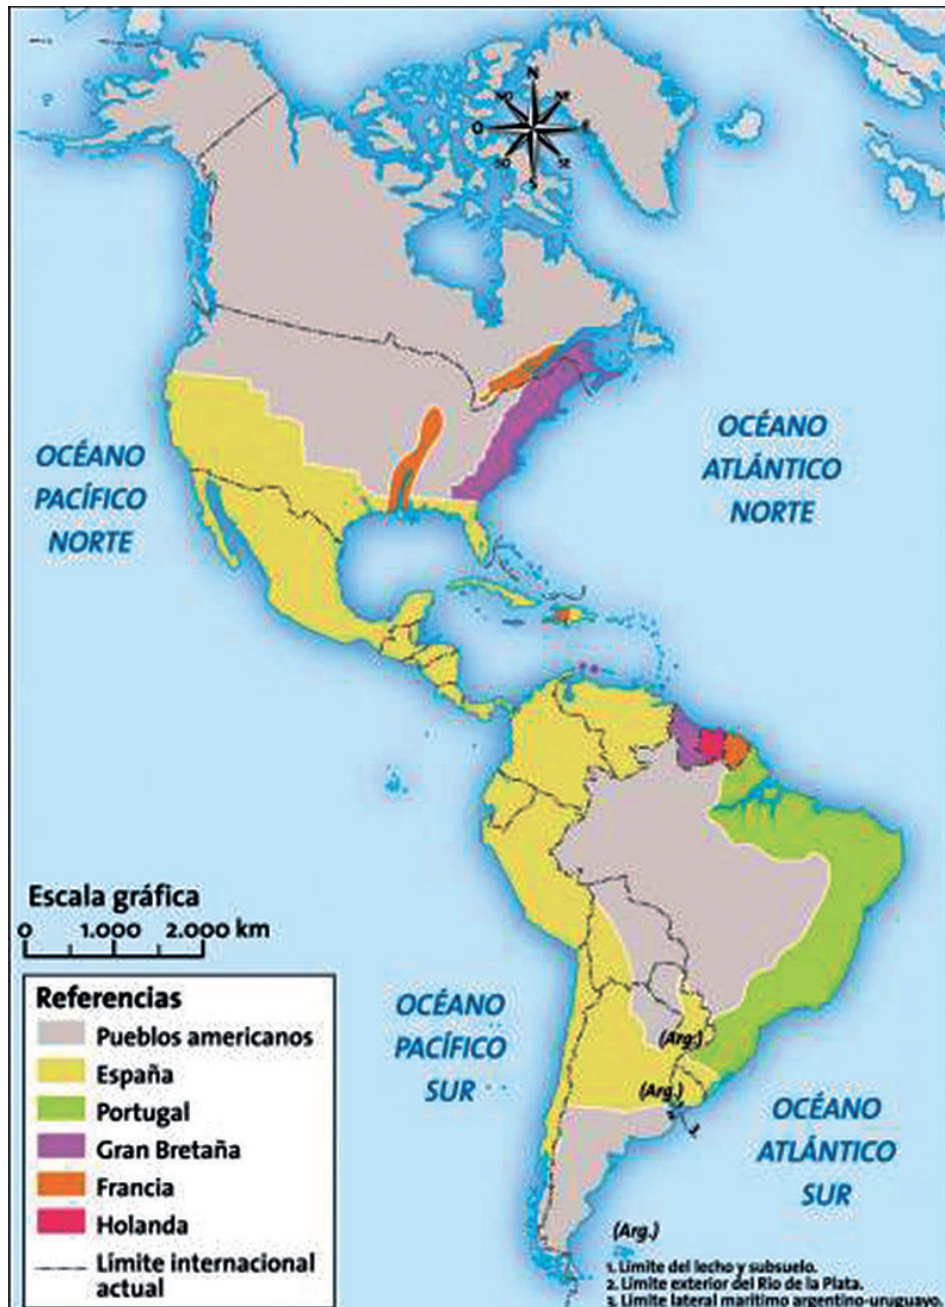 N
NO
NE
O
E
SO
SE
S
OCÉANO
PACÍFICO
NORTE
OCÉANO
ATLÁNTICO
NORTE
Escala gráfica
0 1.000 2.000 km
Referencias
Pueblos americanos
España
Portugal
Gran Bretaña
Francia
Holanda
Límite internacional
actual
OCÉANO
PACÍFICO
SUR
(Arg.)
(Arg.)
OCÉANO
ATLÁNTICO
SUR
(Arg.)
1. Límite del lecho y subsuelo.
2. Límite exterior del Río de la Plata.
3. Límite lateral marítimo argentino-uruguayo.